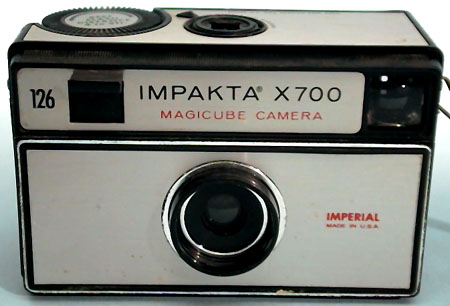 126
IMPAKTA® X700
MAGICUBE CAMERA
IMPERIAL
MADE IN U.S.A.